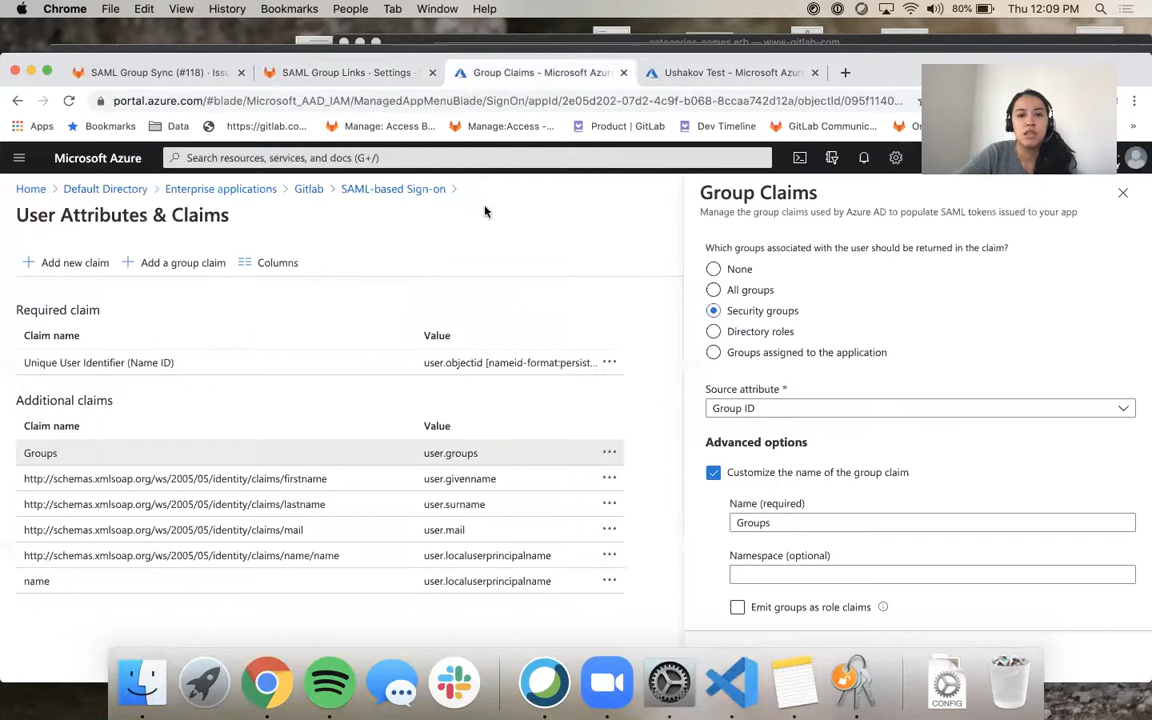 Chrome File Edit View History Bookmarks People Tab Window Help 80% Thu 12:09 PM
SAML Group Sync (#118) · Issu
SAML Group Links · Settings ·
Group Claims - Microsoft Azur
Ushakov Test - Microsoft Azur
portal.azure.com/#blade/Microsoft_AAD_IAM/ManagedAppMenuBlade/SignOn/appId/2e05d202-07d2-4c9f-b068-8ccaa742d12a/objectId/095f1140...
Apps Bookmarks Data https://gitlab.co... Manage: Access B... Manage:Access -... Product | GitLab Dev Timeline GitLab Communic... On
Microsoft Azure
Search resources, services, and docs (G+/)
Home Default Directory Enterprise applications Gitlab SAML-based Sign-on
User Attributes & Claims
Add new claim Add a group claim Columns
Required claim
Claim name Value
Unique User Identifier (Name ID) user.objectid [nameid-format:persist... ...
Additional claims
Claim name Value
Groups user.groups ...
http://schemas.xmlsoap.org/ws/2005/05/identity/claims/firstname user.givenname ...
http://schemas.xmlsoap.org/ws/2005/05/identity/claims/lastname user.surname ...
http://schemas.xmlsoap.org/ws/2005/05/identity/claims/mail user.mail ...
http://schemas.xmlsoap.org/ws/2005/05/identity/claims/name/name user.localuserprincipalname ...
name user.localuserprincipalname ...
Group Claims
Manage the group claims used by Azure AD to populate SAML tokens issued to your app
Which groups associated with the user should be returned in the claim?
None
All groups
Security groups
Directory roles
Groups assigned to the application
Source attribute *
Group ID
Advanced options
Customize the name of the group claim
Name (required)
Groups
Namespace (optional)
Emit groups as role claims
CONFIG